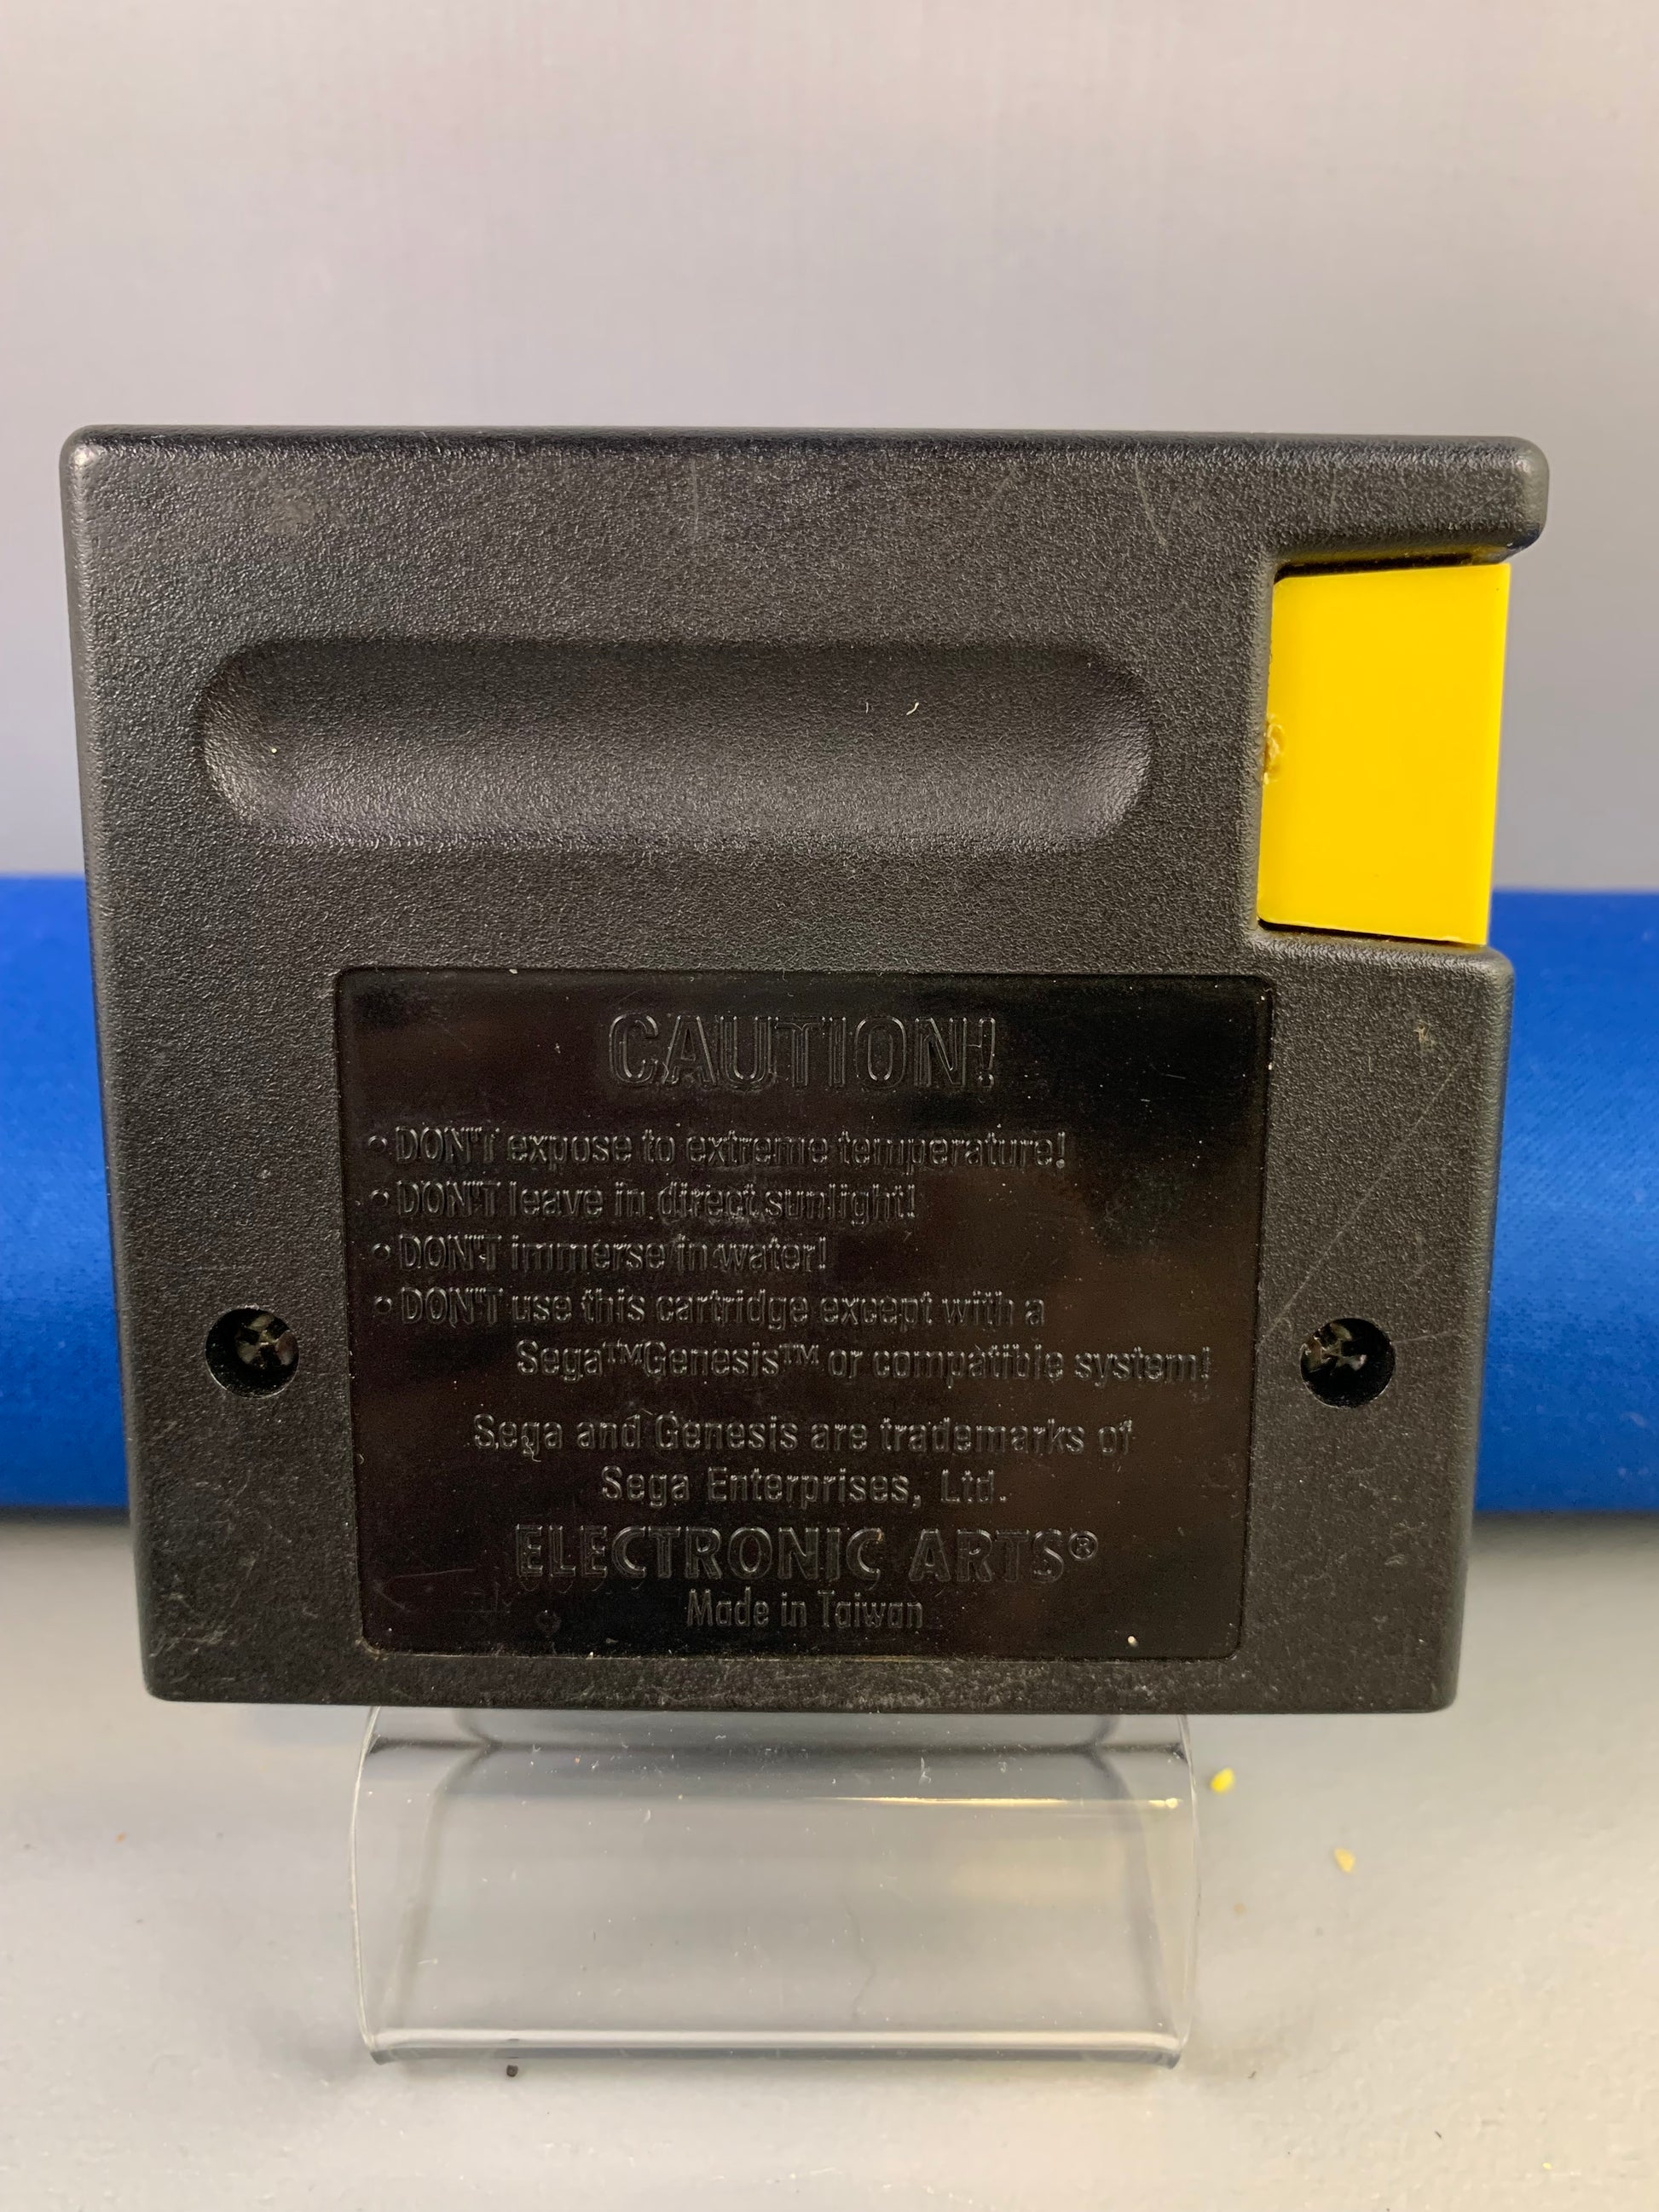 CAUTION!
• DON'T expose to extreme temperature!
• DON'T leave in direct sunlight!
• DON'T immerse in water!
• DON'T use this cartridge except with a
Sega™Genesis™ or compatible system!
Sega and Genesis are trademarks of
Sega Enterprises, Ltd.
ELECTRONIC ARTS®
Made in Taiwan